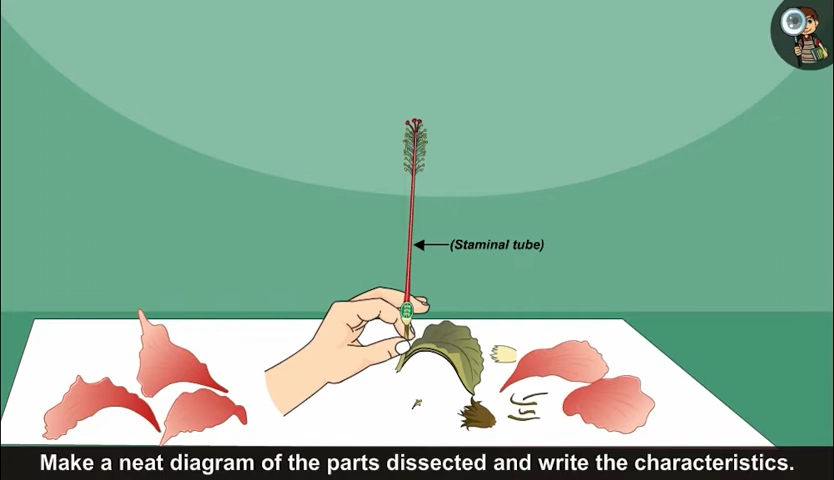 (Staminal tube)
Make a neat diagram of the parts dissected and write the characteristics.